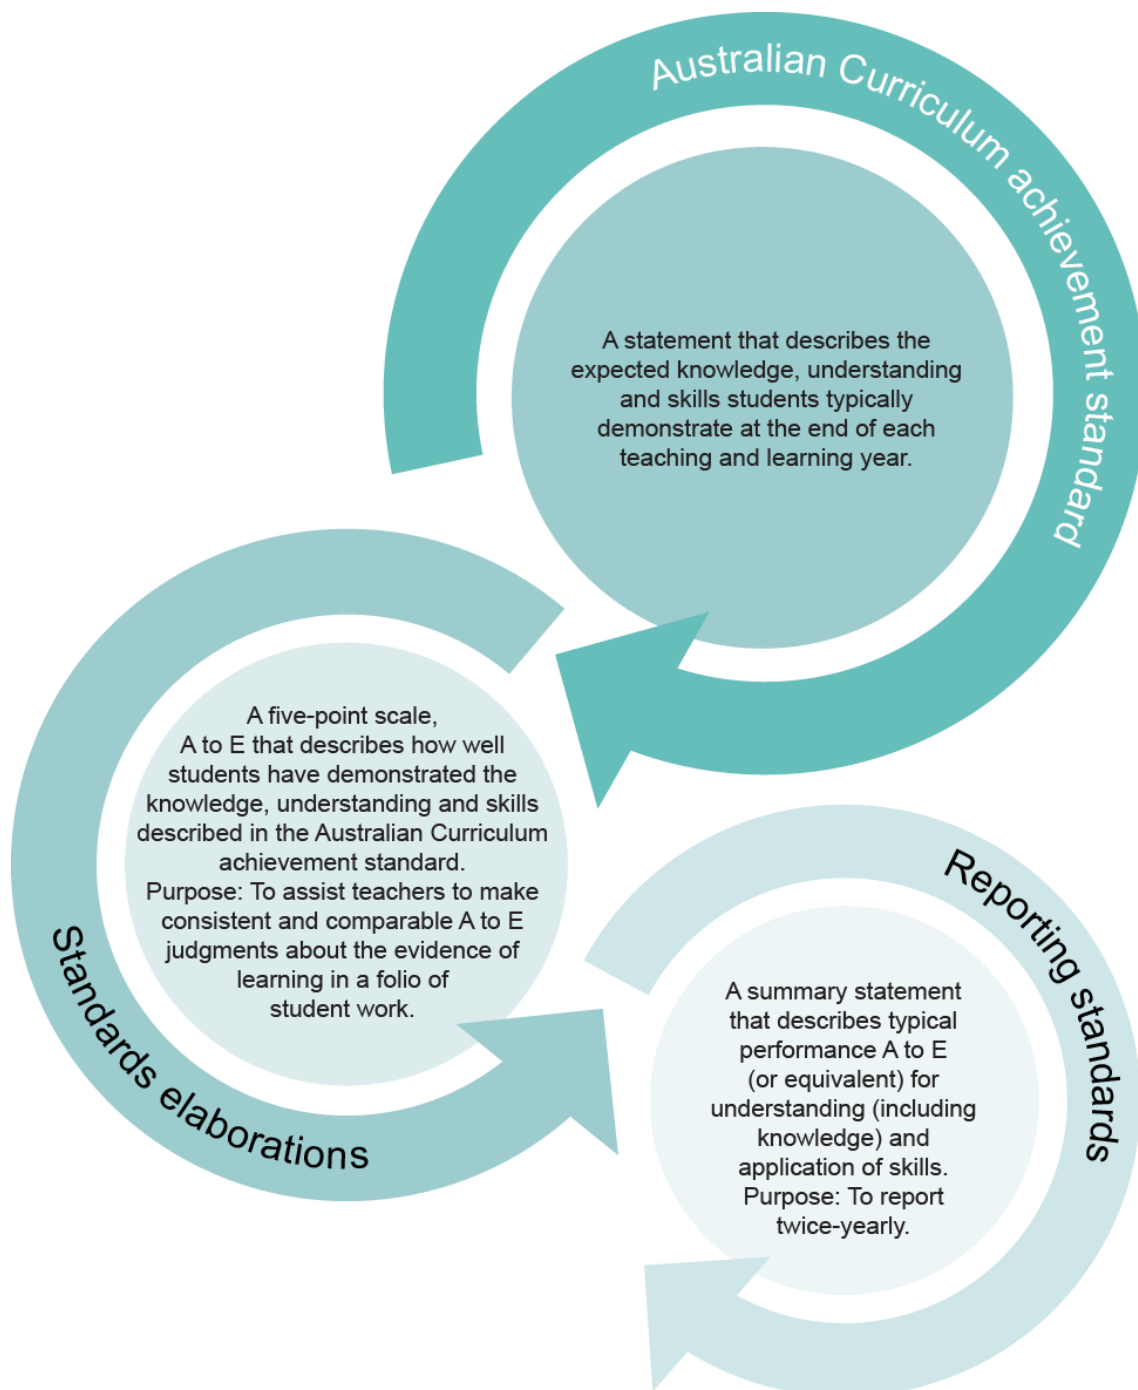 Australian Curriculum achievement standard
A statement that describes the
expected knowledge, understanding
and skills students typically
demonstrate at the end of each
teaching and learning year.
Standards elaborations
A five-point scale,
A to E that describes how well
students have demonstrated the
knowledge, understanding and skills
described in the Australian Curriculum
achievement standard.
Purpose: To assist teachers to make
consistent and comparable A to E
judgments about the evidence of
learning in a folio of
student work.
Reporting standards
A summary statement
that describes typical
performance A to E
(or equivalent) for
understanding (including
knowledge) and
application of skills.
Purpose: To report
twice-yearly.